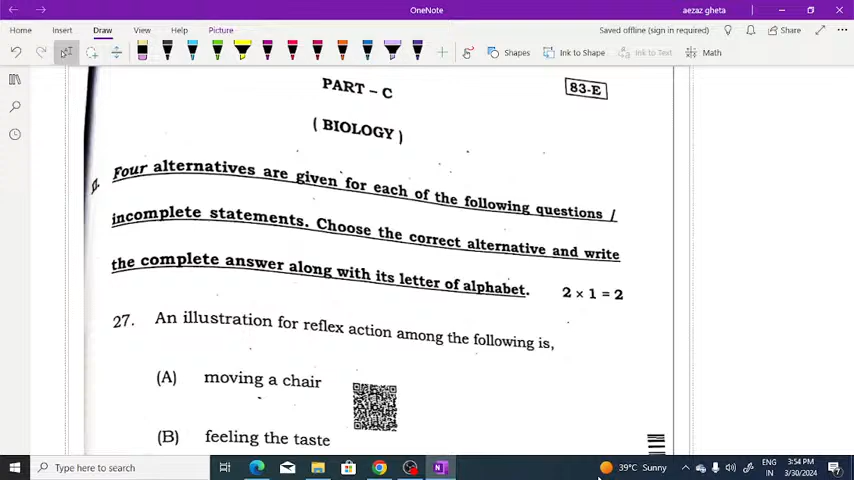 OneNote
aezaz gheta
Home Insert Draw View Help Picture
Saved offline (sign in required)
Share
Shapes
Ink to Shape
Ink to Text
Math
PART – C
83-E
( BIOLOGY )
II. Four alternatives are given for each of the following questions /
incomplete statements. Choose the correct alternative and write
the complete answer along with its letter of alphabet.
2 × 1 = 2
27. An illustration for reflex action among the following is,
(A) moving a chair
(B) feeling the taste
Type here to search
39°C Sunny
ENG
IN
3:54 PM
3/30/2024
7